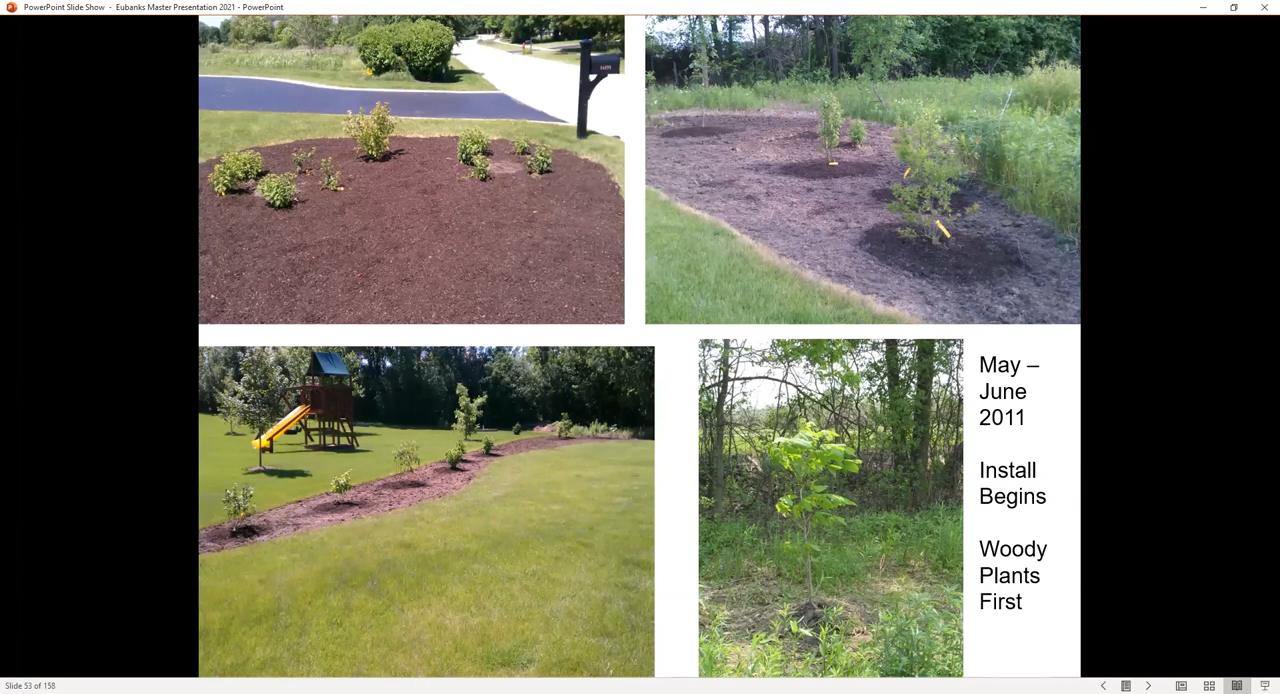 PowerPoint Slide Show - Eubanks Master Presentation 2021 - PowerPoint
May –
June
2011
Install
Begins
Woody
Plants
First
Slide 53 of 158